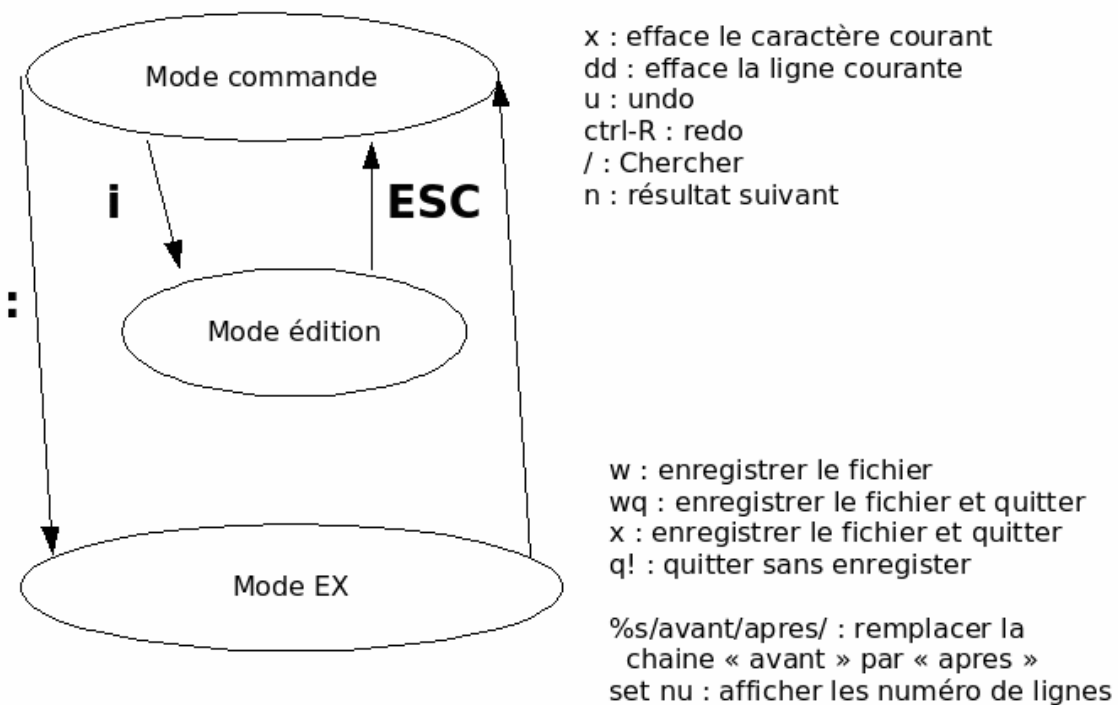 Mode commande
i
ESC
:
Mode édition
Mode EX
x : efface le caractère courant
dd : efface la ligne courante
u : undo
ctrl-R : redo
/ : Chercher
n : résultat suivant
w : enregistrer le fichier
wq : enregistrer le fichier et quitter
x : enregistrer le fichier et quitter
q! : quitter sans enregister
%s/avant/apres/ : remplacer la
chaine « avant » par « apres »
set nu : afficher les numéro de lignes